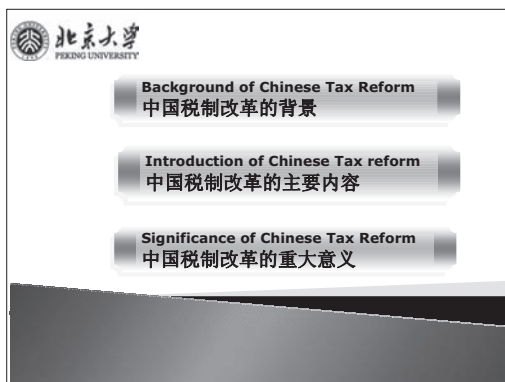 北京大学
PEKING UNIVERSITY
Background of Chinese Tax Reform
中国税制改革的背景
Introduction of Chinese Tax reform
中国税制改革的主要内容
Significance of Chinese Tax Reform
中国税制改革的重大意义